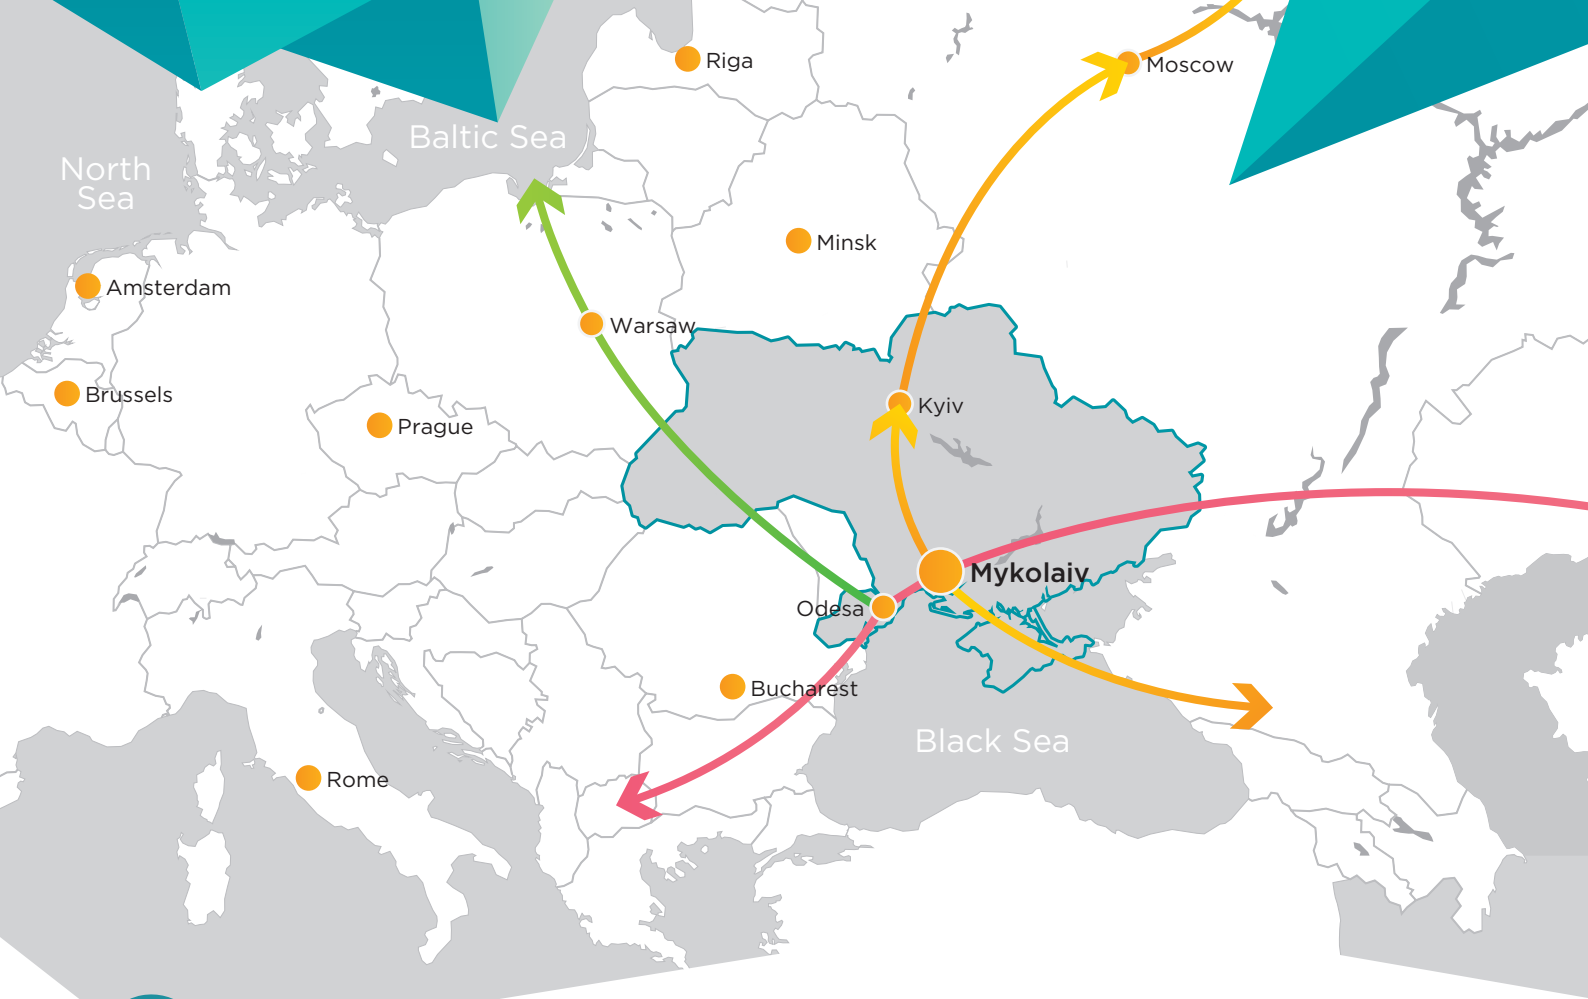 Riga
Moscow
Baltic Sea
North
Sea
Minsk
Amsterdam
Warsaw
Brussels
Kyiv
Prague
Mykolaiv
Odesa
Bucharest
Black Sea
Rome